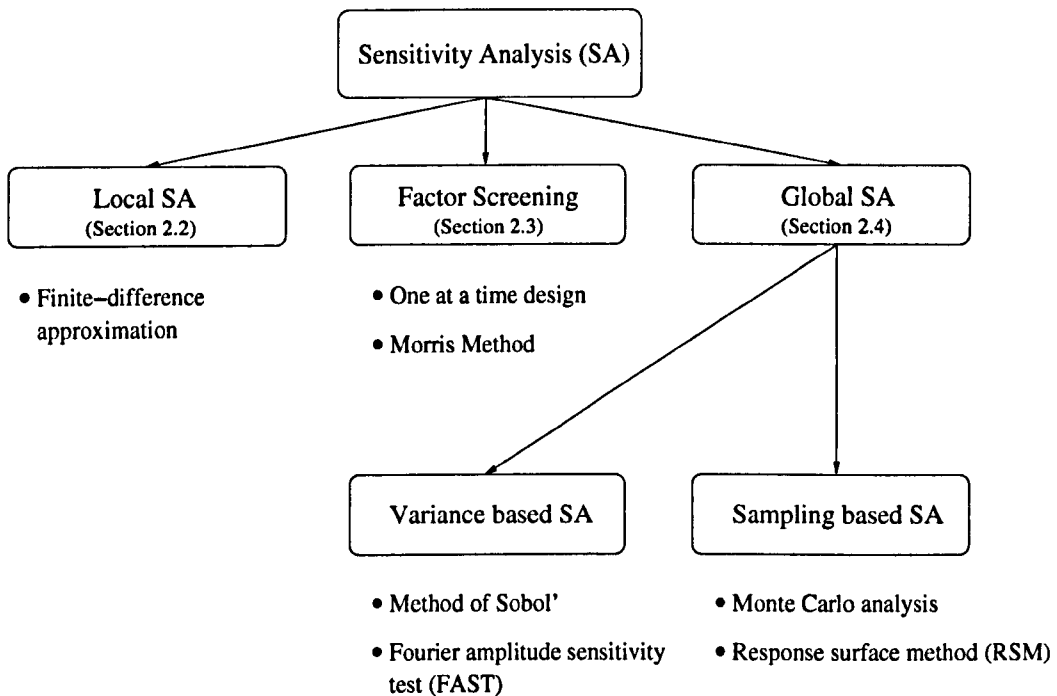 Sensitivity Analysis (SA)
Local SA
(Section 2.2)
Factor Screening
(Section 2.3)
Global SA
(Section 2.4)
• Finite–difference
approximation
• One at a time design
• Morris Method
Variance based SA
Sampling based SA
• Method of Sobol'
• Fourier amplitude sensitivity
test (FAST)
• Monte Carlo analysis
• Response surface method (RSM)